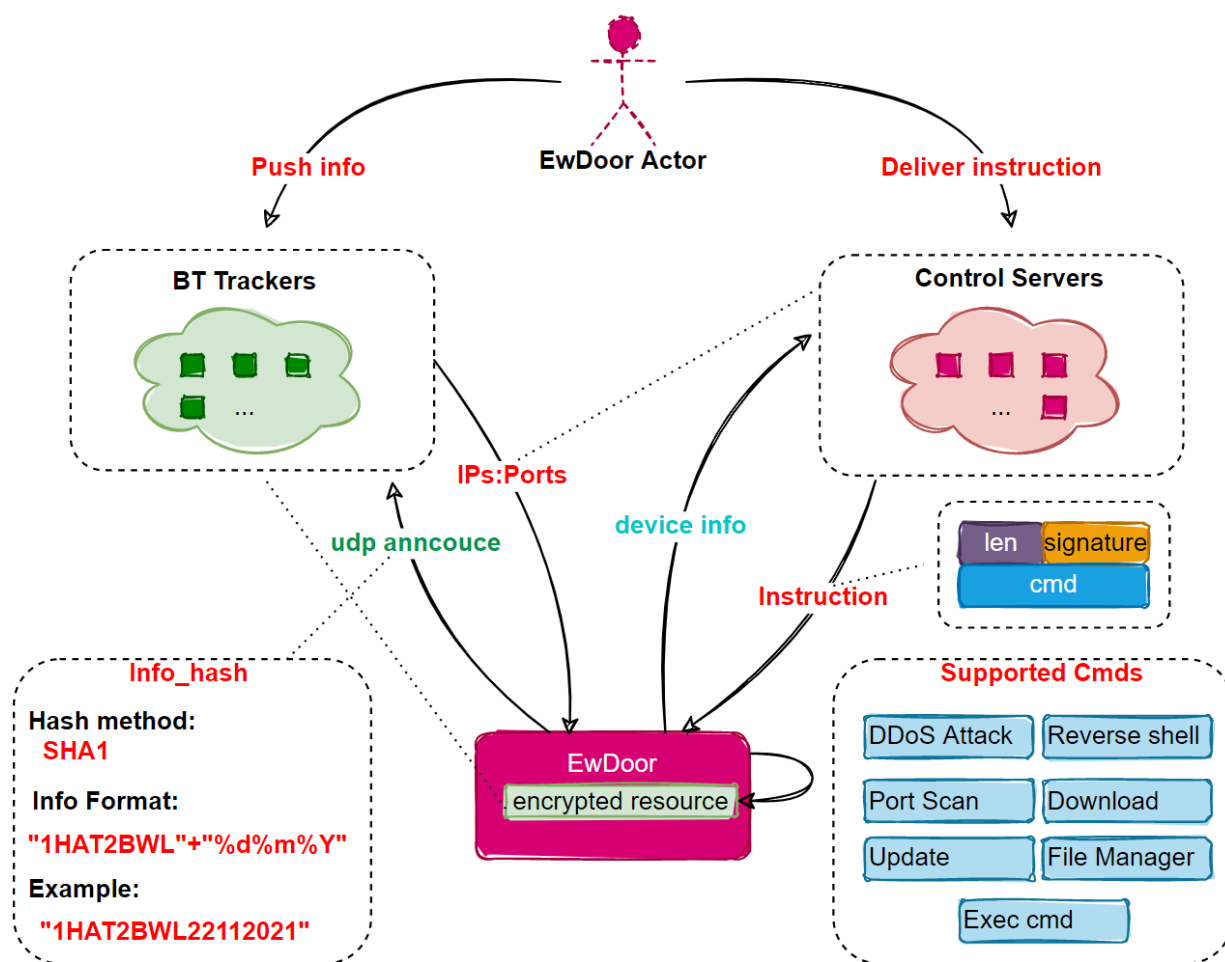 EwDoor Actor
Push info
Deliver instruction
BT Trackers
...
Control Servers
...
IPs:Ports
udp anncouce
device info
Instruction
len
signature
cmd
Info_hash
Hash method:
SHA1
Info Format:
"1HAT2BWL"+"%d%m%Y"
Example:
"1HAT2BWL22112021"
EwDoor
encrypted resource
Supported Cmds
DDoS Attack
Reverse shell
Port Scan
Download
Update
File Manager
Exec cmd